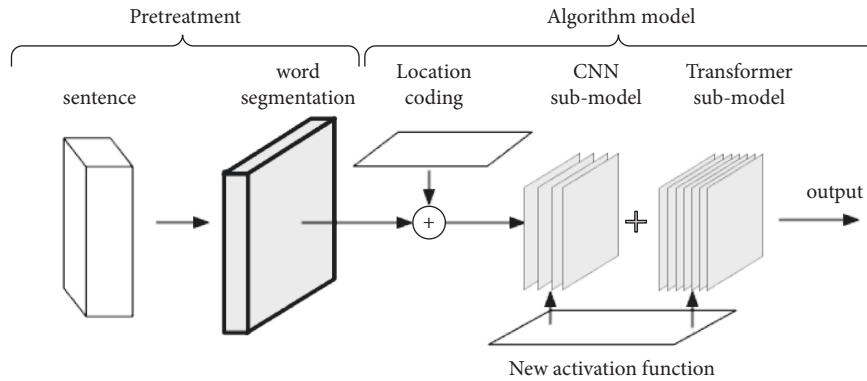 Pretreatment
Algorithm model
sentence
word
segmentation
Location
coding
CNN
sub-model
Transformer
sub-model
+
output
New activation function